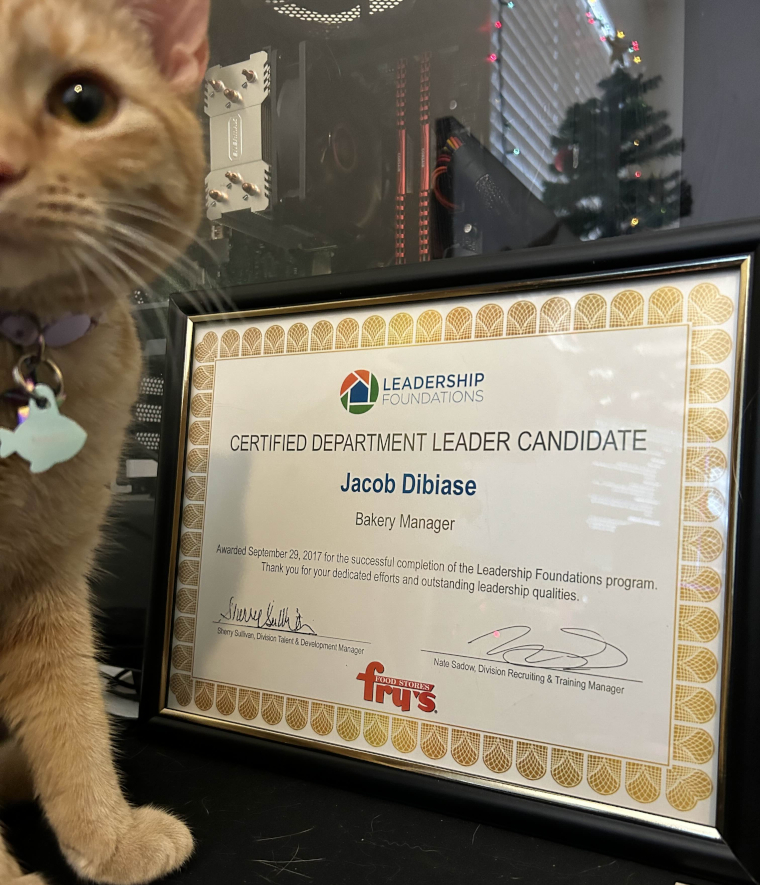 LEADERSHIP
FOUNDATIONS
CERTIFIED DEPARTMENT LEADER CANDIDATE
Jacob Dibiase
Bakery Manager
Awarded September 29, 2017 for the successful completion of the Leadership Foundations program.
Thank you for your dedicated efforts and outstanding leadership qualities.
Sherry Sullivan
Sherry Sullivan, Division Talent & Development Manager
Nate Sadow, Division Recruiting & Training Manager
FOOD STORES
fry's